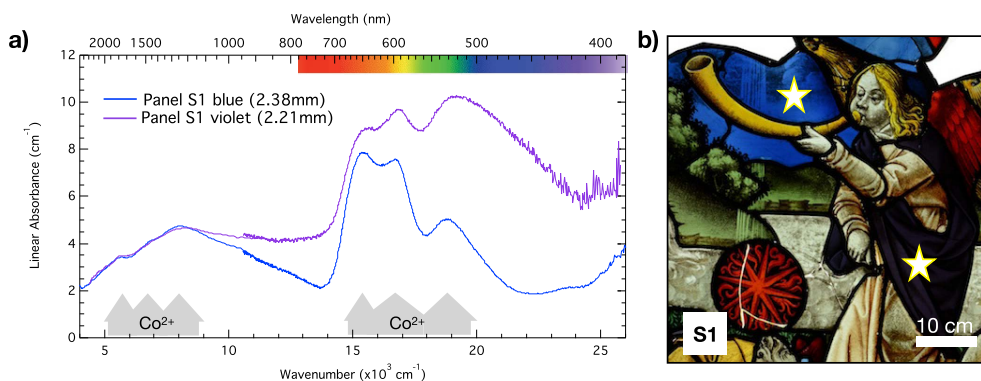 a)
Wavelength (nm)
2000 1500 1000 800 700 600 500 400
12
10
8
6
4
2
0
Linear Absorbance (cm-1)
Panel S1 blue (2.38mm)
Panel S1 violet (2.21mm)
Co2+ Co2+
5 10 15 20 25
Wavenumber (x10³ cm-1)
b)
S1
10 cm